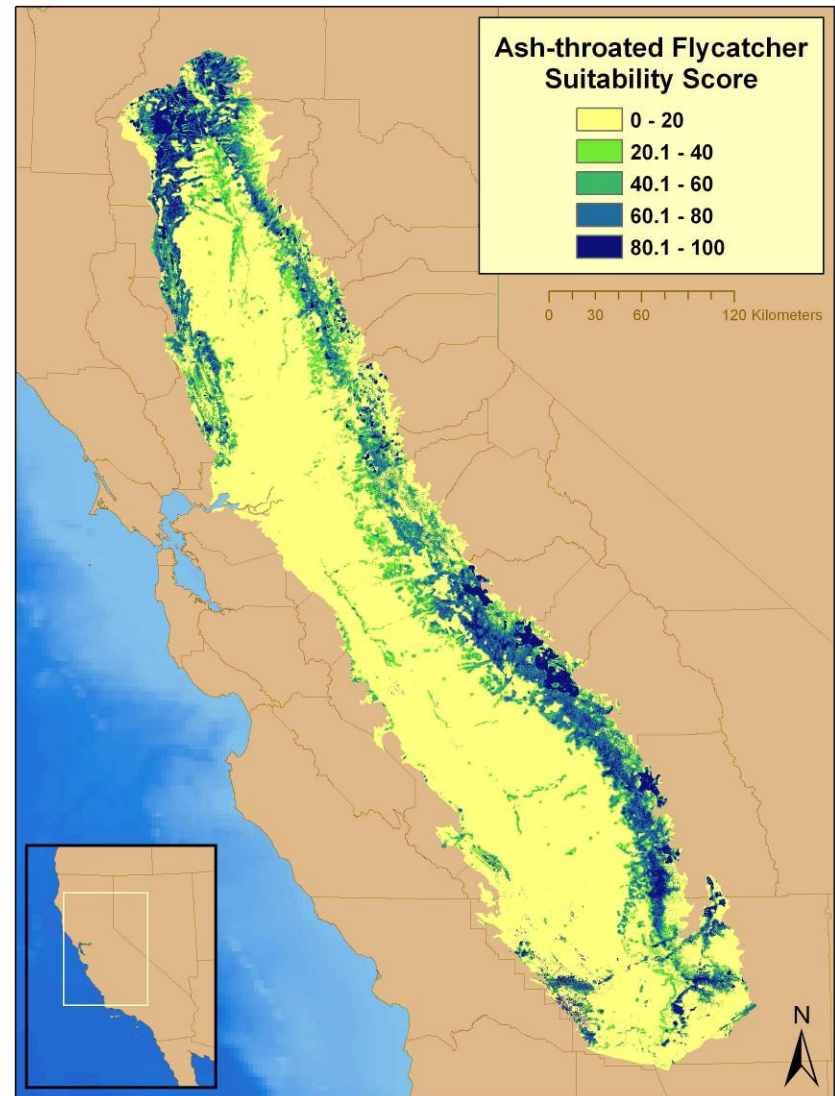 Ash-throated Flycatcher
Suitability Score
0 - 20
20.1 - 40
40.1 - 60
60.1 - 80
80.1 - 100
0 30 60 120 Kilometers
N